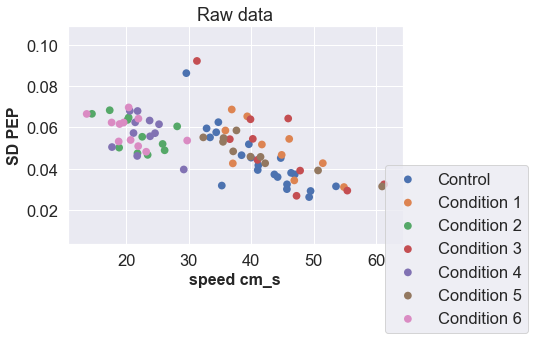 Raw data
0.10
0.08
0.06
0.04
0.02
SD PEP
20 30 40 50 60
speed cm_s
Control
Condition 1
Condition 2
Condition 3
Condition 4
Condition 5
Condition 6